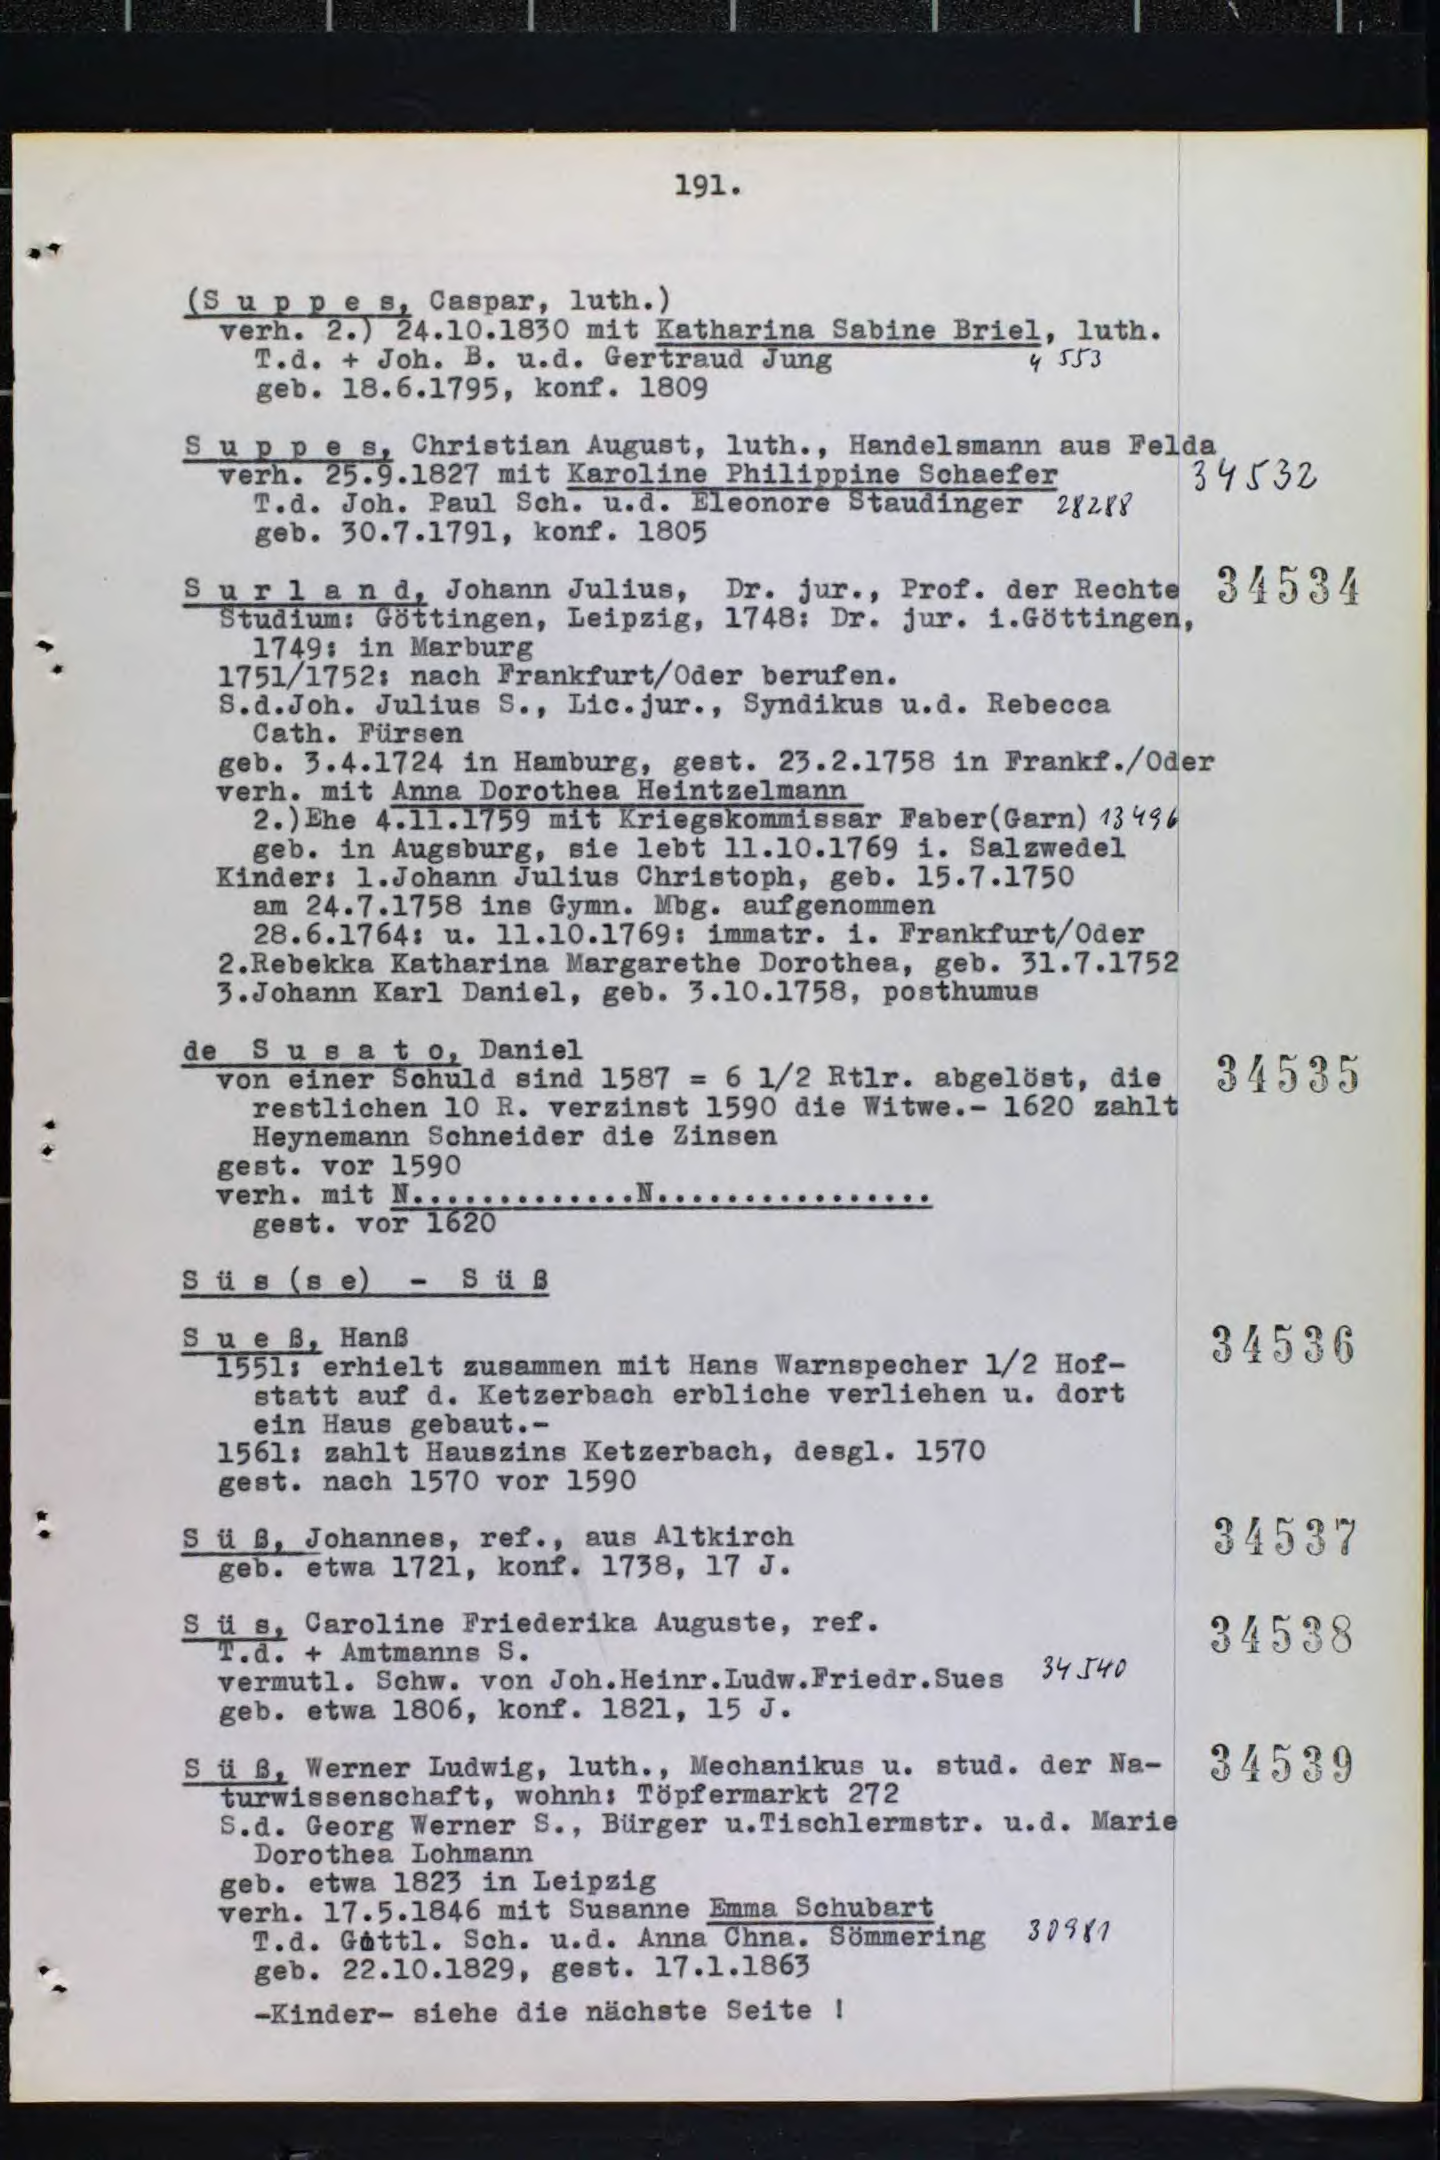 191.
(S u p p e s, Caspar, luth.)
verh. 2.) 24.10.1830 mit Katharina Sabine Briel, luth.
T.d. + Joh. B. u.d. Gertraud Jung 4 553
geb. 18.6.1795, konf. 1809
S u p p e s, Christian August, luth., Handelsmann aus Felda
verh. 25.9.1827 mit Karoline Philippine Schaefer 34532
T.d. Joh. Paul Sch. u.d. Eleonore Staudinger 28288
geb. 30.7.1791, konf. 1805
S u r l a n d, Johann Julius, Dr. jur., Prof. der Rechte 34534
Studium: Göttingen, Leipzig, 1748: Dr. jur. i.Göttingen,
1749: in Marburg
1751/1752: nach Frankfurt/Oder berufen.
S.d.Joh. Julius S., Lic.jur., Syndikus u.d. Rebecca
Cath. Fürsen
geb. 3.4.1724 in Hamburg, gest. 23.2.1758 in Frankf./Oder
verh. mit Anna Dorothea Heintzelmann
2.)Ehe 4.11.1759 mit Kriegskommissar Faber(Garn) 13496
geb. in Augsburg, sie lebt 11.10.1769 i. Salzwedel
Kinder: 1.Johann Julius Christoph, geb. 15.7.1750
am 24.7.1758 ins Gymn. Mbg. aufgenommen
28.6.1764: u. 11.10.1769: immatr. i. Frankfurt/Oder
2.Rebekka Katharina Margarethe Dorothea, geb. 31.7.1752
3.Johann Karl Daniel, geb. 3.10.1758, posthumus
de S u s a t o, Daniel
von einer Schuld sind 1587 = 6 1/2 Rtlr. abgelöst, die 34535
restlichen 10 R. verzinst 1590 die Witwe.- 1620 zahlt
Heynemann Schneider die Zinsen
gest. vor 1590
verh. mit N.............N................
gest. vor 1620
S ü s (s e) - S ü ß
S u e ß, Hanß 34536
1551: erhielt zusammen mit Hans Warnspecher 1/2 Hof-
statt auf d. Ketzerbach erbliche verliehen u. dort
ein Haus gebaut.-
1561: zahlt Hauszins Ketzerbach, desgl. 1570
gest. nach 1570 vor 1590
S ü ß, Johannes, ref., aus Altkirch 34537
geb. etwa 1721, konf. 1738, 17 J.
S ü s, Caroline Friederika Auguste, ref. 34538
T.d. + Amtmanns S.
vermutl. Schw. von Joh.Heinr.Ludw.Friedr.Sues 34540
geb. etwa 1806, konf. 1821, 15 J.
S ü ß, Werner Ludwig, luth., Mechanikus u. stud. der Na- 34539
turwissenschaft, wohnh: Töpfermarkt 272
S.d. Georg Werner S., Bürger u.Tischlermstr. u.d. Marie
Dorothea Lohmann
geb. etwa 1823 in Leipzig
verh. 17.5.1846 mit Susanne Emma Schubart
T.d. Gottl. Sch. u.d. Anna Chna. Sömmering 30981
geb. 22.10.1829, gest. 17.1.1863
-Kinder- siehe die nächste Seite !